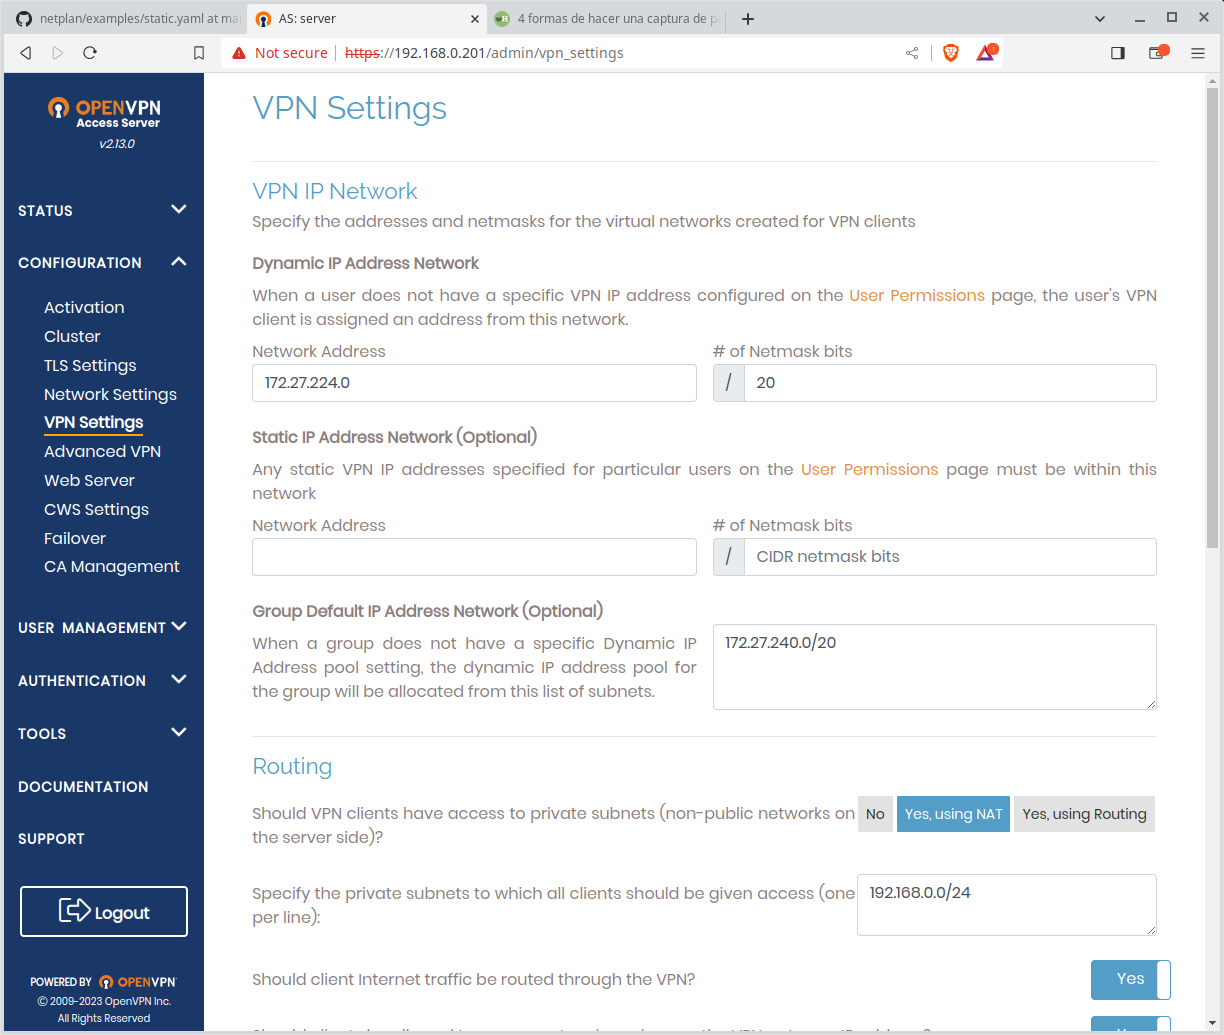 netplan/examples/static.yaml at mai
AS: server
4 formas de hacer una captura de pa
Not secure
https://192.168.0.201/admin/vpn_settings
1
OPENVPN
Access Server
v2.13.0
STATUS
CONFIGURATION
Activation
Cluster
TLS Settings
Network Settings
VPN Settings
Advanced VPN
Web Server
CWS Settings
Failover
CA Management
USER MANAGEMENT
AUTHENTICATION
TOOLS
DOCUMENTATION
SUPPORT
Logout
POWERED BY OPENVPN
© 2009-2023 OpenVPN Inc.
All Rights Reserved
VPN Settings
VPN IP Network
Specify the addresses and netmasks for the virtual networks created for VPN clients
Dynamic IP Address Network
When a user does not have a specific VPN IP address configured on the User Permissions page, the user's VPN
client is assigned an address from this network.
Network Address
# of Netmask bits
172.27.224.0
/ 20
Static IP Address Network (Optional)
Any static VPN IP addresses specified for particular users on the User Permissions page must be within this
network
Network Address
# of Netmask bits
/ CIDR netmask bits
Group Default IP Address Network (Optional)
When a group does not have a specific Dynamic IP
Address pool setting, the dynamic IP address pool for
the group will be allocated from this list of subnets.
172.27.240.0/20
Routing
Should VPN clients have access to private subnets (non-public networks on
the server side)?
No
Yes, using NAT
Yes, using Routing
Specify the private subnets to which all clients should be given access (one
per line):
192.168.0.0/24
Should client Internet traffic be routed through the VPN?
Yes